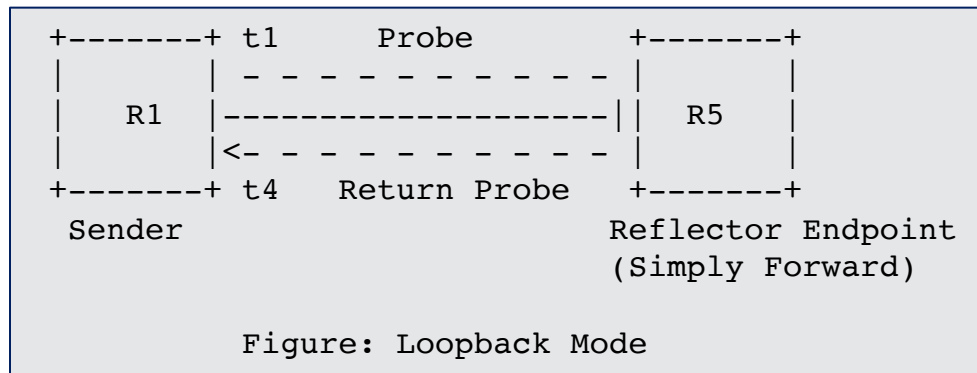 +-------+ t1     Probe        +-------+
|       | - - - - - - - - - - |       |
|   R1  |--------------------||  R5   |
|       |<- - - - - - - - - - |       |
+-------+ t4   Return Probe   +-------+
Sender                       Reflector Endpoint
(Simply Forward)
Figure: Loopback Mode